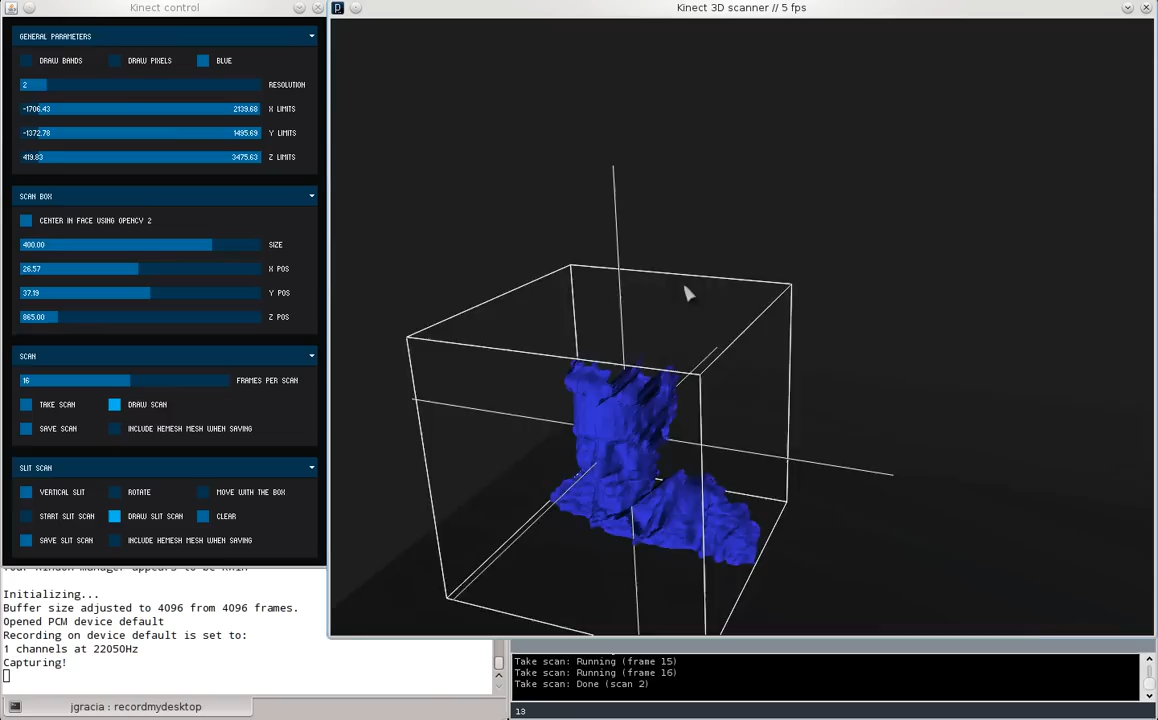 Kinect control
GENERAL PARAMETERS
DRAW BANDS DRAW PIXELS BLUE
2 RESOLUTION
-1706.43 2139.68 X LIMITS
-1372.78 1495.69 Y LIMITS
419.83 3475.63 Z LIMITS
SCAN BOX
CENTER IN FACE USING OPENCV 2
400.00 SIZE
26.57 X POS
37.19 Y POS
865.00 Z POS
SCAN
16 FRAMES PER SCAN
TAKE SCAN DRAW SCAN
SAVE SCAN INCLUDE HEMESH MESH WHEN SAVING
SLIT SCAN
VERTICAL SLIT ROTATE MOVE WITH THE BOX
START SLIT SCAN DRAW SLIT SCAN CLEAR
SAVE SLIT SCAN INCLUDE HEMESH MESH WHEN SAVING
Initializing...
Buffer size adjusted to 4096 from 4096 frames.
Opened PCM device default
Recording on device default is set to:
1 channels at 22050Hz
Capturing!
jgracia : recordmydesktop
Kinect 3D scanner // 5 fps
Take scan: Running (frame 15)
Take scan: Running (frame 16)
Take scan: Done (scan 2)
13